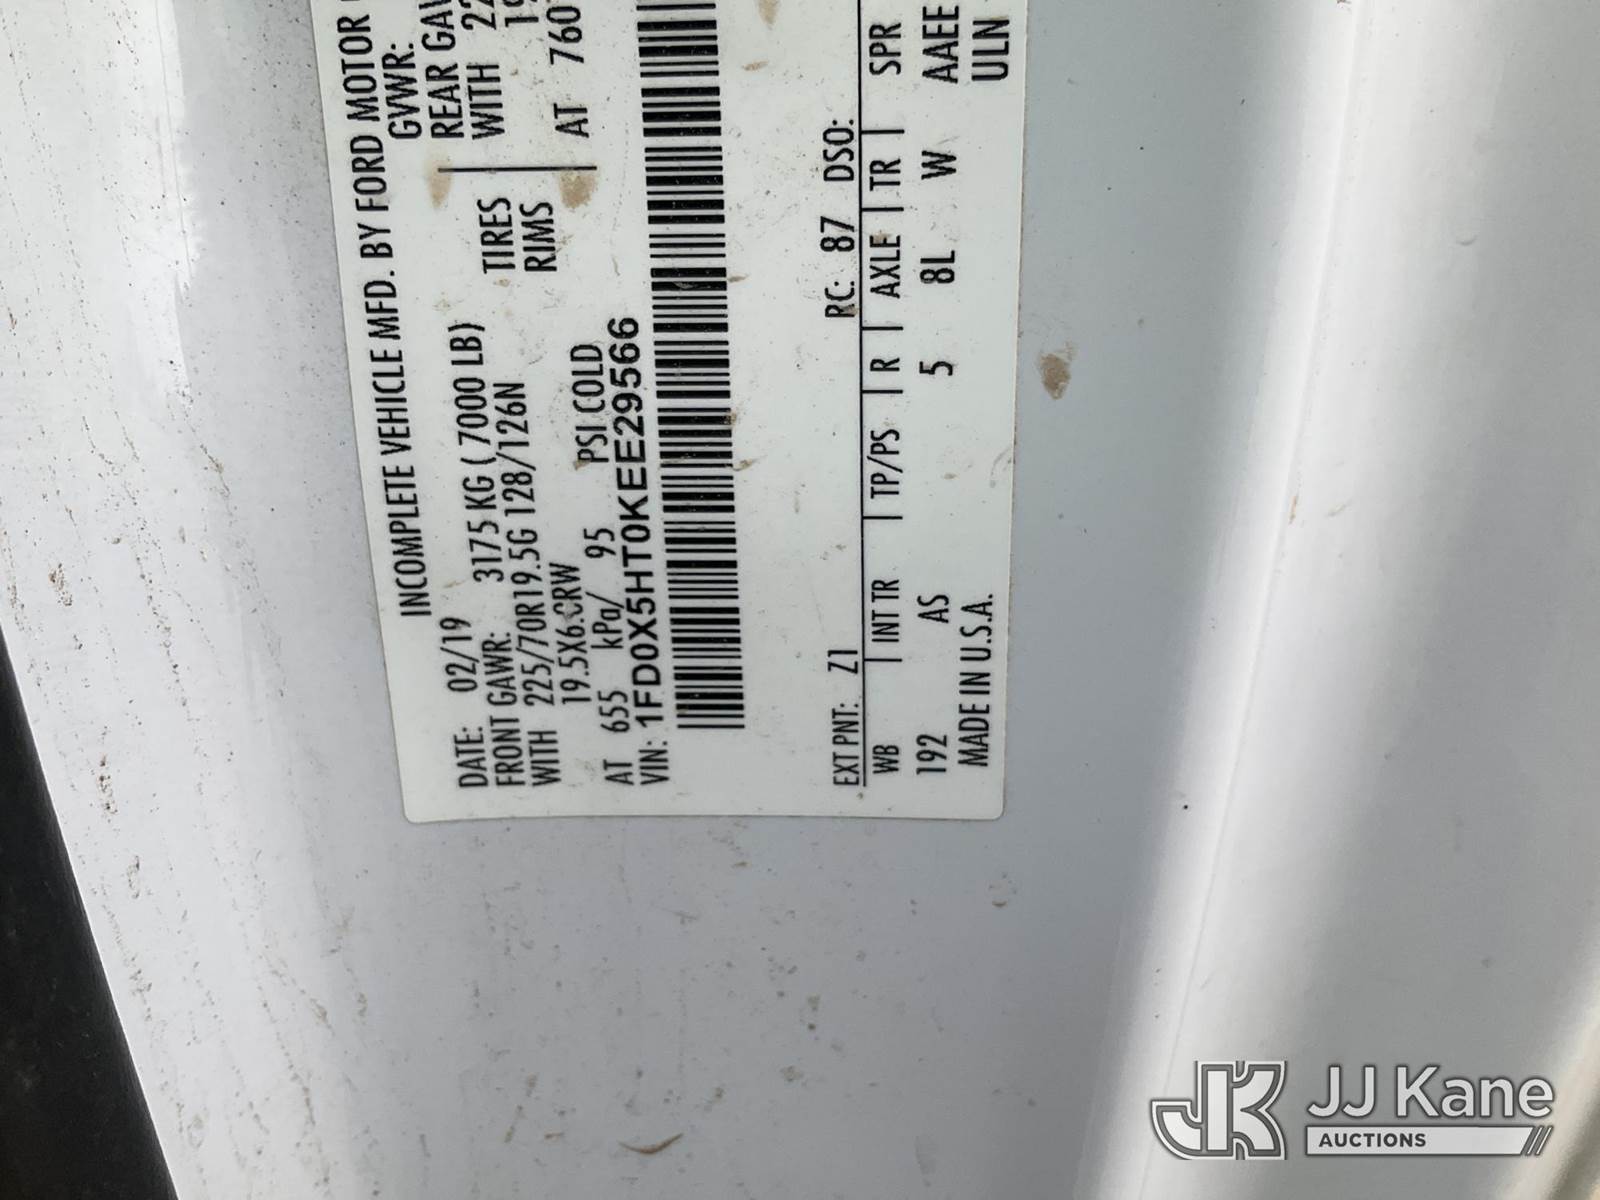 INCOMPLETE VEHICLE MFD. BY FORD MOTOR
DATE: 02/19 GVWR:
FRONT GAWR: 3175 KG ( 7000 LB) REAR
WITH 225/70R19.5G 128/126N TIRES WITH
19.5X6.0RW RIMS
AT 655 kPa/ 95 PSI COLD AT 760
VIN: 1FD0X5HT0KEE29566
EXT PNT: Z1 RC: 87 DSO:
WB INT TR TP/PS R AXLE TR SPR
192 AS 5 8L W AAEE
MADE IN U.S.A. ULN
JK JJ Kane
AUCTIONS